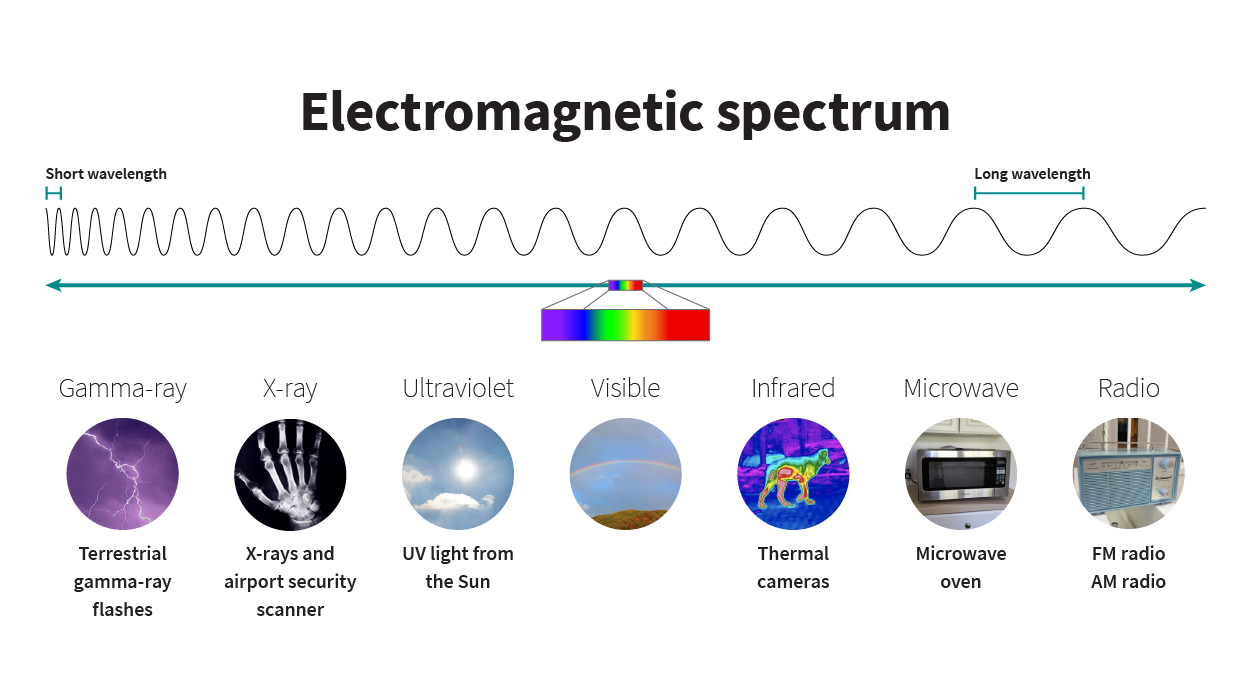 Electromagnetic spectrum
Short wavelength
Long wavelength
Gamma-ray
X-ray
Ultraviolet
Visible
Infrared
Microwave
Radio
Terrestrial
gamma-ray
flashes
X-rays and
airport security
scanner
UV light from
the Sun
Thermal
cameras
Microwave
oven
FM radio
AM radio